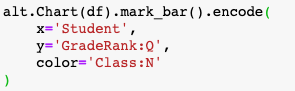 alt.Chart(df).mark_bar().encode(
    x='Student',
    y='GradeRank:Q',
    color='Class:N'
)